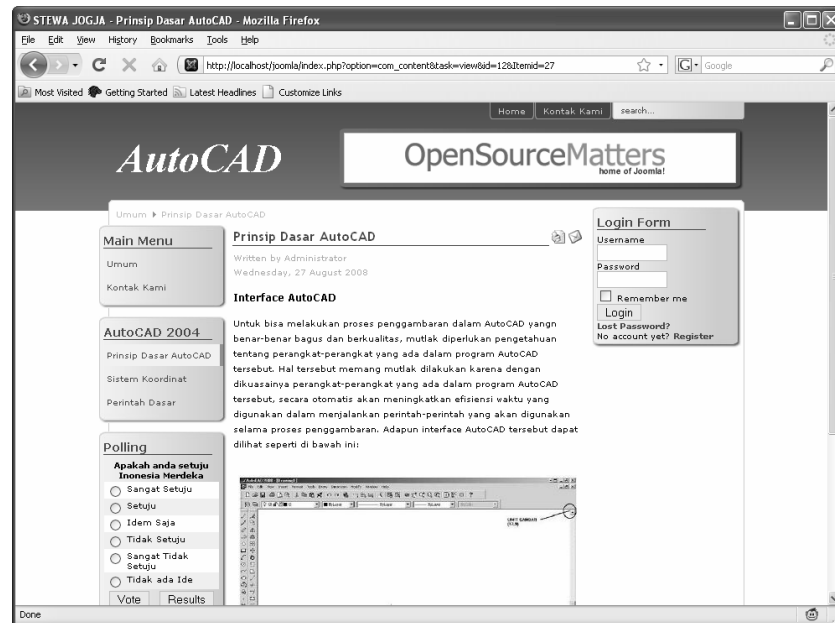 STEWA JOGJA - Prinsip Dasar AutoCAD - Mozilla Firefox
File Edit View History Bookmarks Tools Help
http://localhost/joomla/index.php?option=com_content&task=view&id=12&Itemid=27
G Google
Most Visited Getting Started Latest Headlines Customize Links
Home Kontak Kami search...
AutoCAD
OpenSourceMatters
home of Joomla!
Umum Prinsip Dasar AutoCAD
Main Menu
Umum
Kontak Kami
AutoCAD 2004
Prinsip Dasar AutoCAD
Sistem Koordinat
Perintah Dasar
Polling
Apakah anda setuju
Inonesia Merdeka
Sangat Setuju
Setuju
Idem Saja
Tidak Setuju
Sangat Tidak
Setuju
Tidak ada Ide
Vote Results
Prinsip Dasar AutoCAD
Written by Administrator
Wednesday, 27 August 2008
Interface AutoCAD
Untuk bisa melakukan proses penggambaran dalam AutoCAD yangn
benar-benar bagus dan berkualitas, mutlak diperlukan pengetahuan
tentang perangkat-perangkat yang ada dalam program AutoCAD
tersebut. Hal tersebut memang mutlak dilakukan karena dengan
dikuasainya perangkat-perangkat yang ada dalam program AutoCAD
tersebut, secara otomatis akan meningkatkan efisiensi waktu yang
digunakan dalam menjalankan perintah-perintah yang akan digunakan
selama proses penggambaran. Adapun interface AutoCAD tersebut dapat
dilihat seperti di bawah ini:
Login Form
Username
Password
Remember me
Login
Lost Password?
No account yet? Register
Done